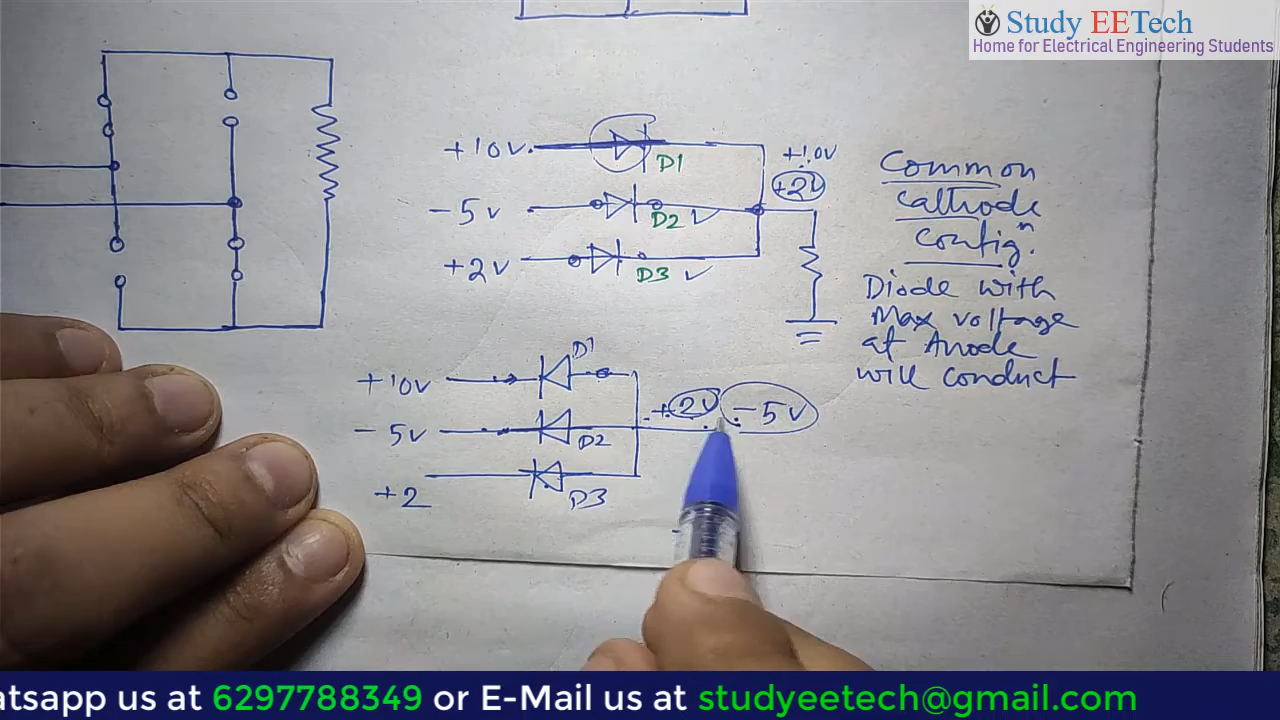 Study EETech
Home for Electrical Engineering Students
+10V
D1
+10V
+2V
-5V
D2
+2V
D3
Common
Cathode
Configⁿ.
Diode with
Max voltage
at Anode
will conduct
D1
+10V
+2V
-5V
-5V
D2
+2
D3
atsapp us at 6297788349 or E-Mail us at studyeetech@gmail.com